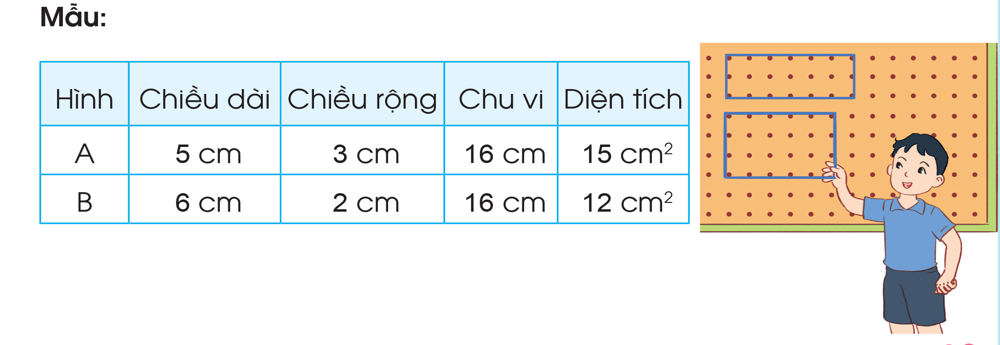 Mẫu:
Hình Chiều dài Chiều rộng Chu vi Diện tích
A 5 cm 3 cm 16 cm 15 cm²
B 6 cm 2 cm 16 cm 12 cm²